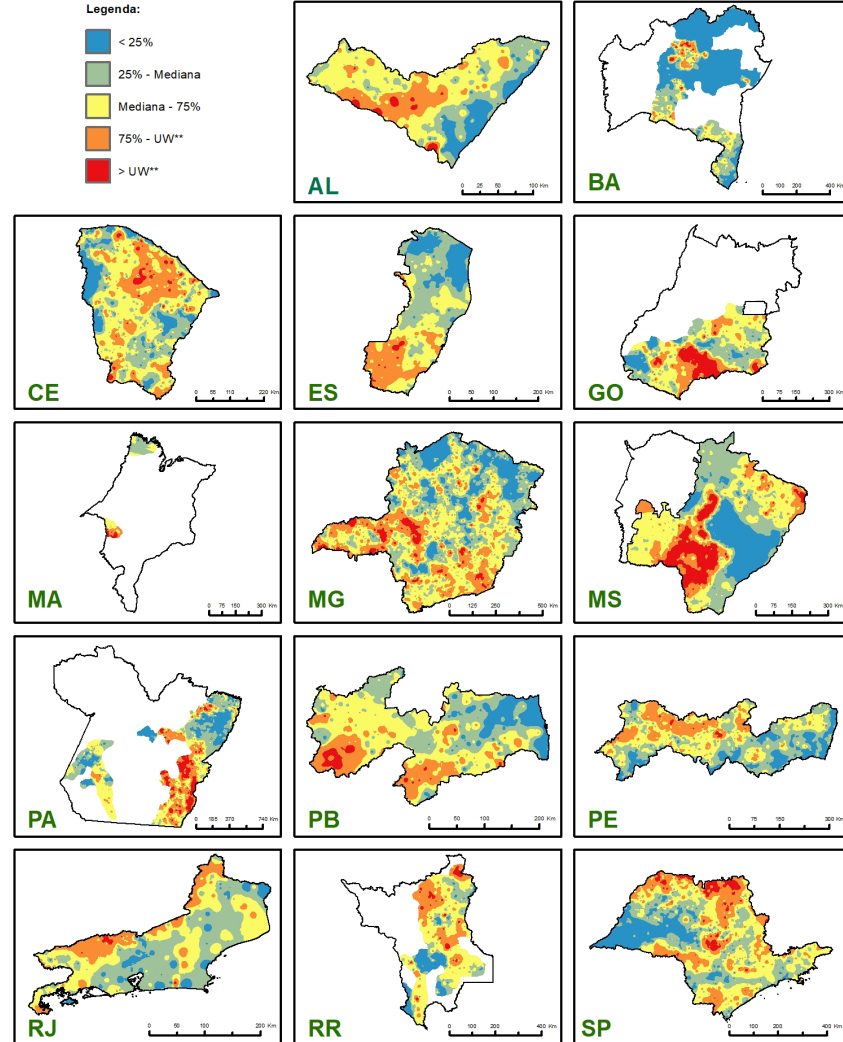 Legenda:
< 25%
25% - Mediana
Mediana - 75%
75% - UW**
> UW**
AL
0 25 50 100 Km
BA
0 100 200 400 Km
CE
0 55 110 220 Km
ES
0 50 100 200 Km
GO
0 75 150 300 Km
MA
0 75 150 300 Km
MG
0 125 250 500 Km
MS
0 75 150 300 Km
PA
0 185 370 740 Km
PB
0 50 100 200 Km
PE
0 75 150 300 Km
RJ
0 50 100 200 Km
RR
0 100 200 400 Km
SP
0 100 200 400 Km